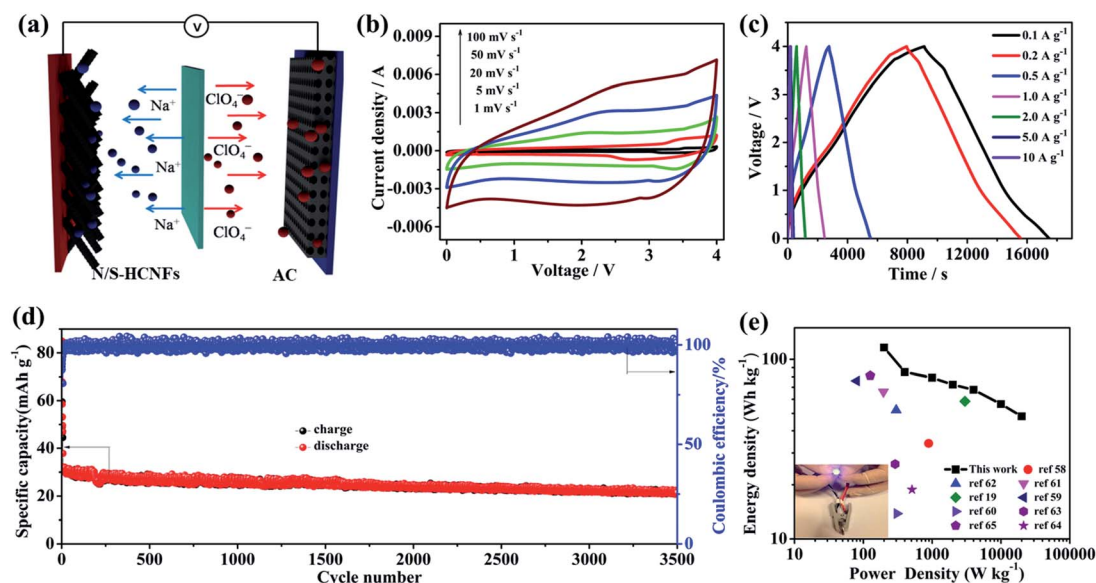 (a)
V
Na⁺
ClO₄⁻
Na⁺
ClO₄⁻
Na⁺
ClO₄⁻
Na⁺
ClO₄⁻
N/S-HCNFs
AC
(b)
0.009
0.006
0.003
0.000
-0.003
-0.006
Current density / A
100 mV s⁻¹
50 mV s⁻¹
20 mV s⁻¹
5 mV s⁻¹
1 mV s⁻¹
0 1 2 3 4
Voltage / V
(c)
5
4
3
2
1
0
Voltage / V
0.1 A g⁻¹
0.2 A g⁻¹
0.5 A g⁻¹
1.0 A g⁻¹
2.0 A g⁻¹
5.0 A g⁻¹
10 A g⁻¹
0 4000 8000 12000 16000
Time / s
(d)
80
60
40
20
0
Specific capacity(mAh g⁻¹)
charge
discharge
100
50
0
Coulombic efficiency/%
0 500 1000 1500 2000 2500 3000 3500
Cycle number
(e)
100
10
Energy density (Wh kg⁻¹)
This work ref 58
ref 62 ref 61
ref 19 ref 59
ref 60 ref 63
ref 65 ref 64
10 100 1000 10000 100000
Power Density (W kg⁻¹)